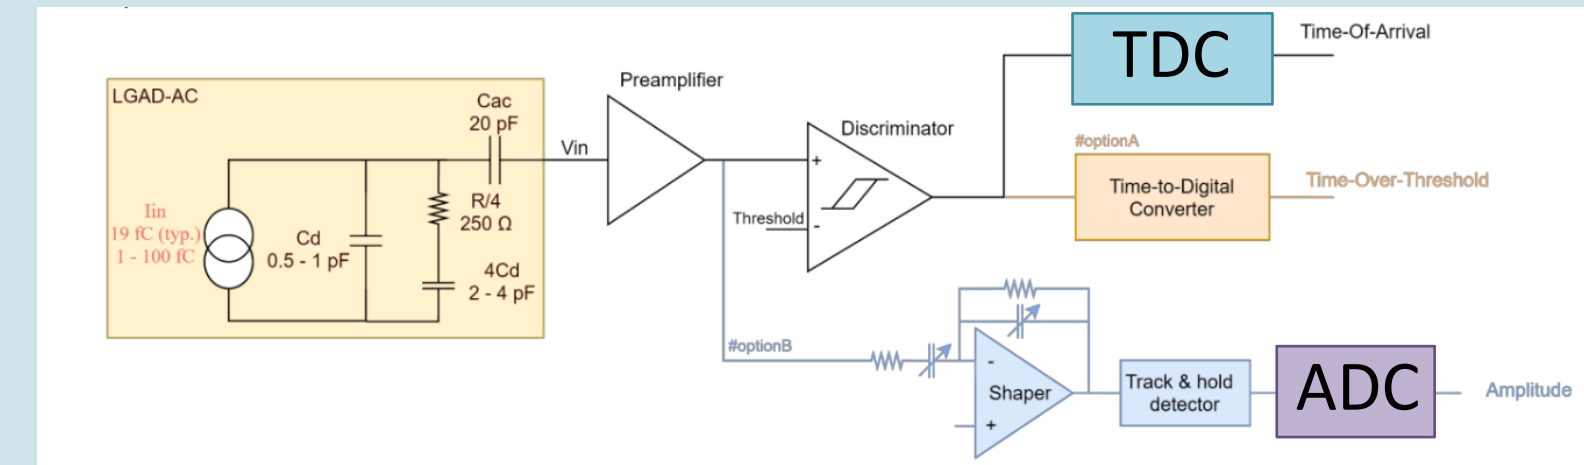 LGAD-AC
Cac
20 pF
Iin
19 fC (typ.)
1 - 100 fC
Cd
0.5 - 1 pF
R/4
250 Ω
4Cd
2 - 4 pF
Vin
Preamplifier
Discriminator
+
Threshold
-
TDC
Time-Of-Arrival
#optionA
Time-to-Digital
Converter
Time-Over-Threshold
#optionB
-
Shaper
+
Track & hold
detector
ADC
Amplitude